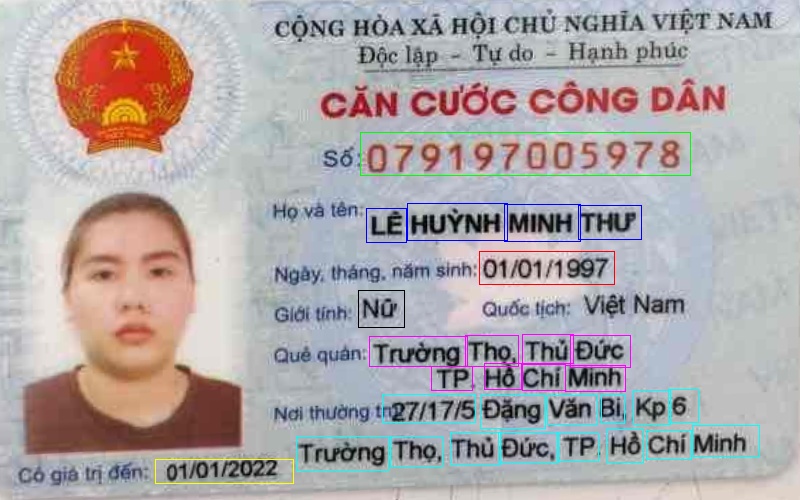 CỘNG HÒA XÃ HỘI CHỦ NGHĨA VIỆT NAM
Độc lập - Tự do - Hạnh phúc
CĂN CƯỚC CÔNG DÂN
Số: 079197005978
Họ và tên: LÊ HUỲNH MINH THƯ
Ngày, tháng, năm sinh: 01/01/1997
Giới tính: Nữ Quốc tịch: Việt Nam
Quê quán: Trường Thọ, Thủ Đức
TP. Hồ Chí Minh
Nơi thường 27/17/5 Đặng Văn Bi, Kp 6
Trường Thọ, Thủ Đức, TP. Hồ Chí Minh
Có giá trị đến: 01/01/2022